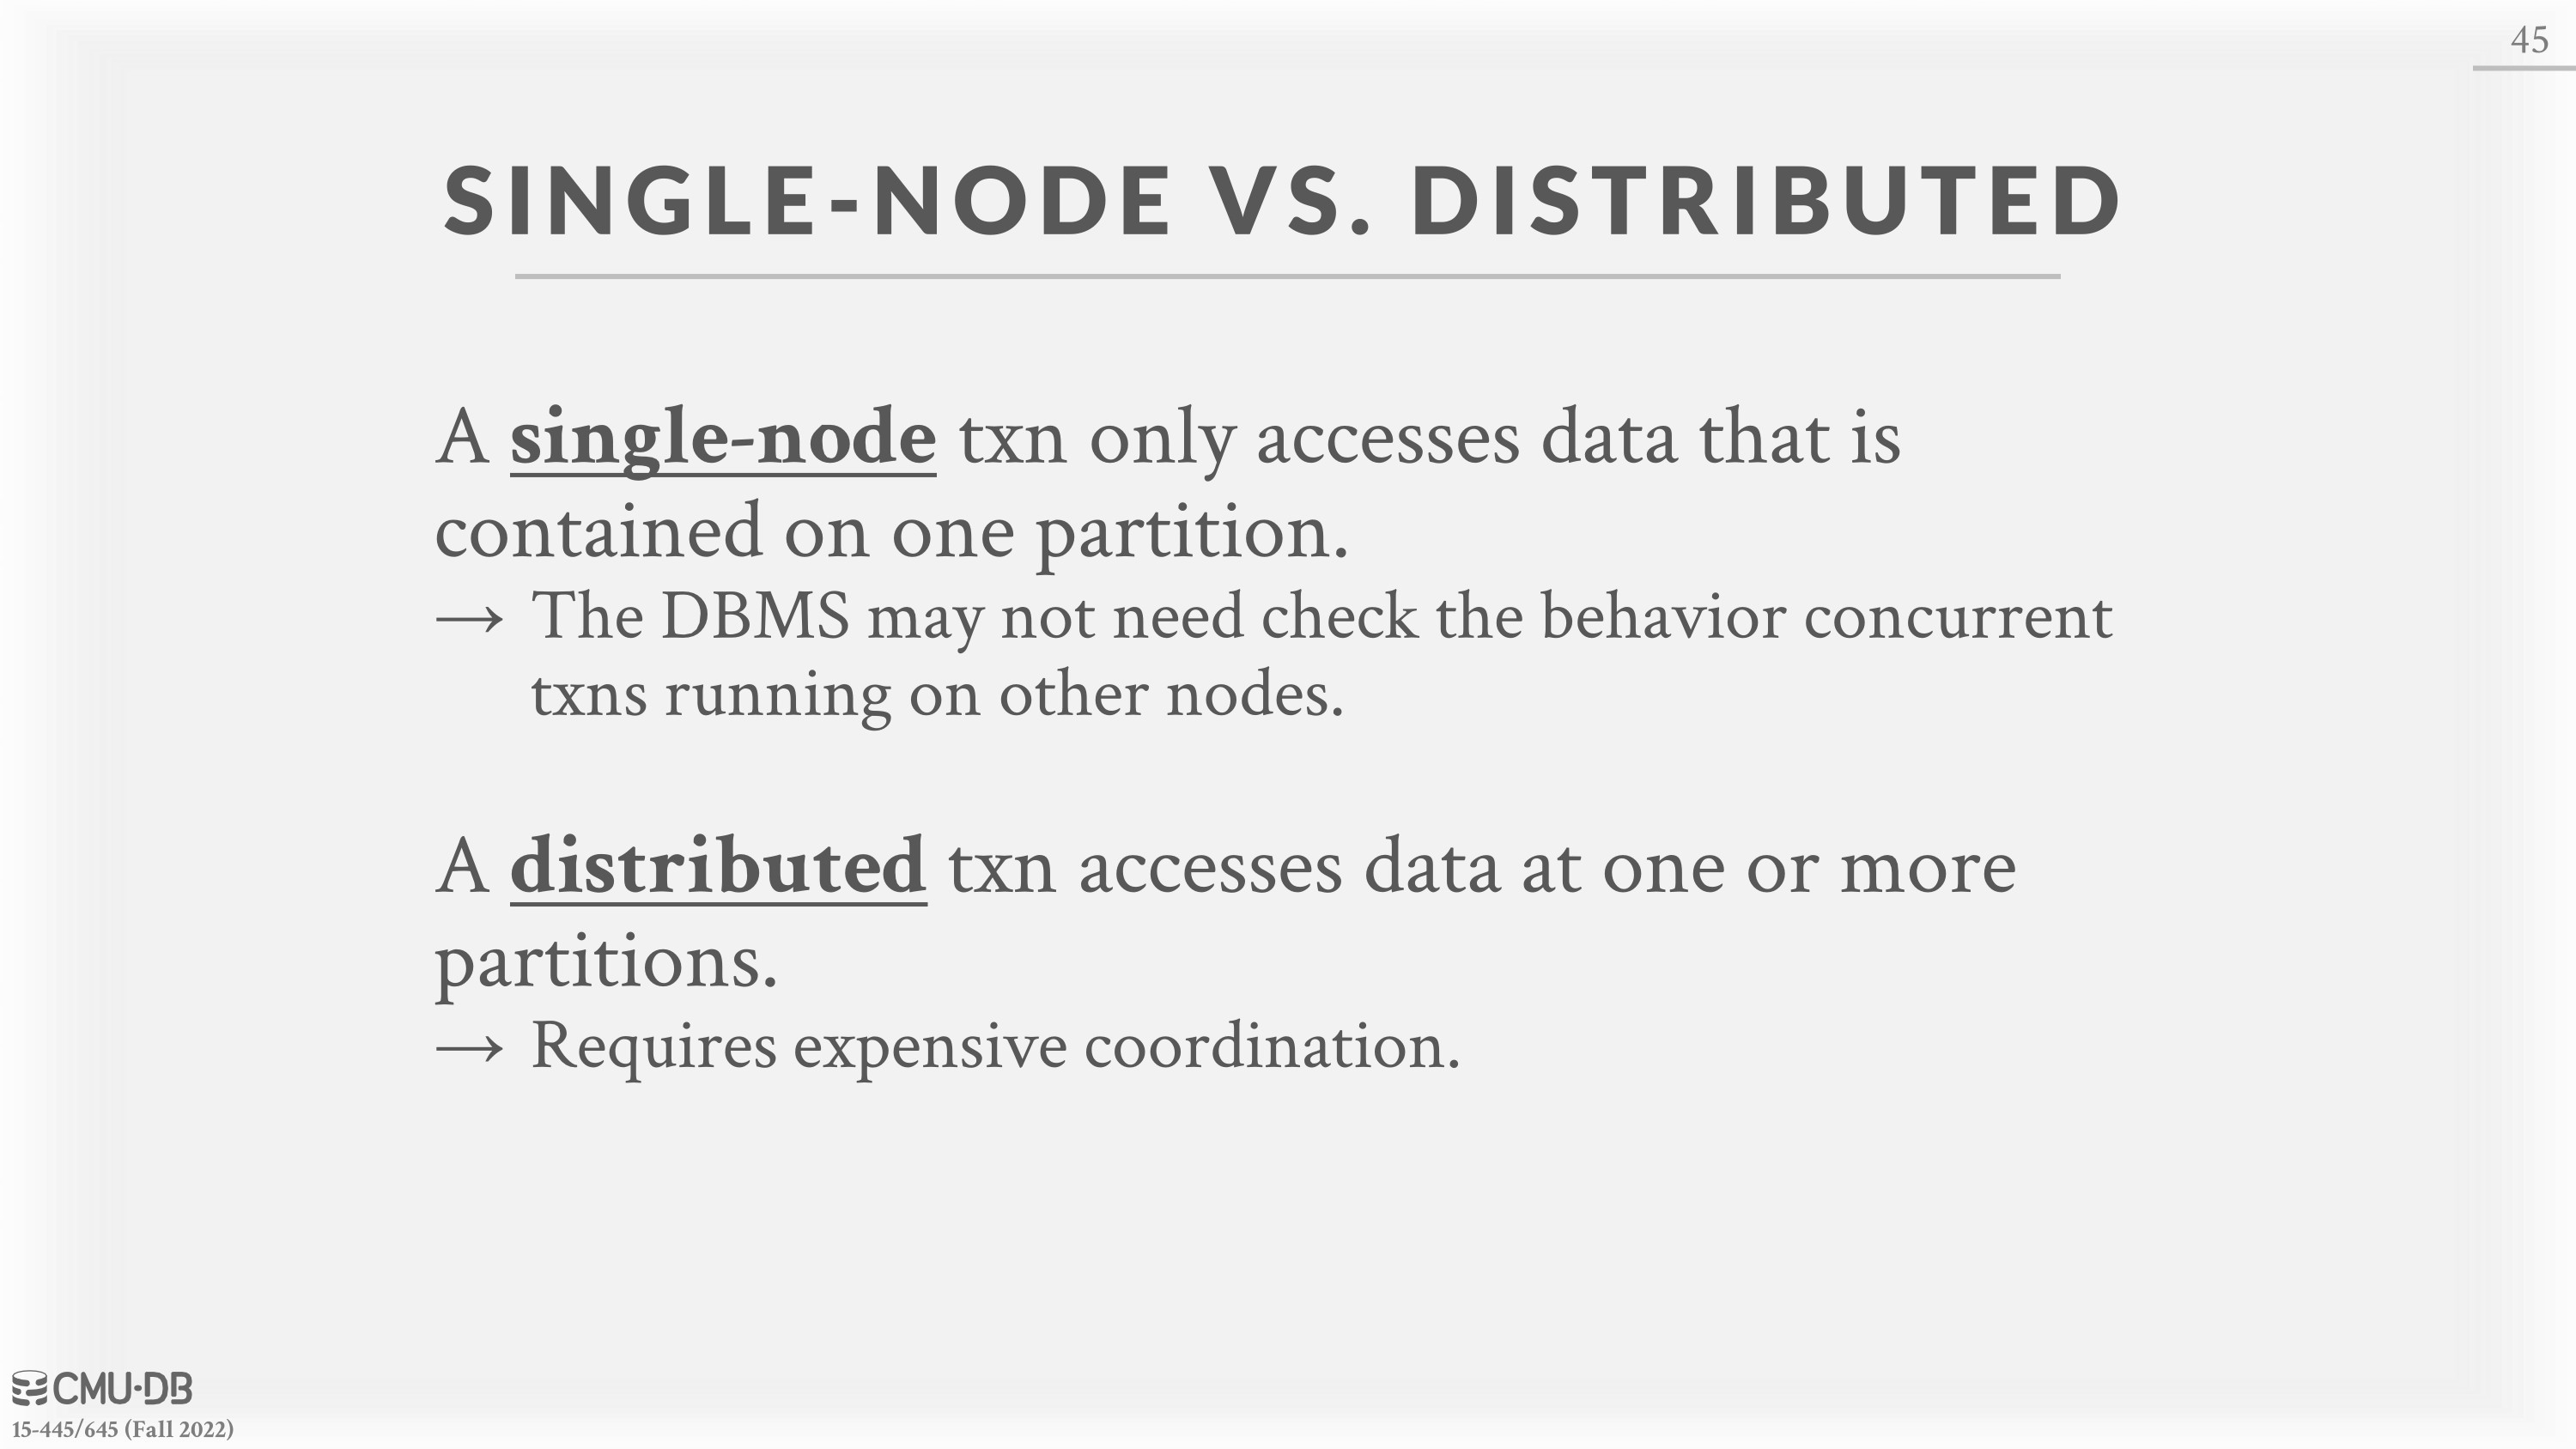 45
SINGLE-NODE VS. DISTRIBUTED
A single-node txn only accesses data that is
contained on one partition.
→ The DBMS may not need check the behavior concurrent
txns running on other nodes.
A distributed txn accesses data at one or more
partitions.
→ Requires expensive coordination.
CMU·DB
15-445/645 (Fall 2022)